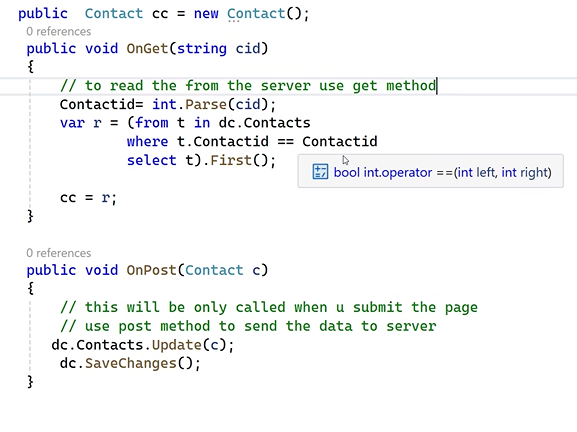 public  Contact cc = new Contact();
0 references
public void OnGet(string cid)
{
// to read the from the server use get method
Contactid= int.Parse(cid);
var r = (from t in dc.Contacts
where t.Contactid == Contactid
select t).First();
bool int.operator ==(int left, int right)
cc = r;
}
0 references
public void OnPost(Contact c)
{
// this will be only called when u submit the page
// use post method to send the data to server
dc.Contacts.Update(c);
dc.SaveChanges();
}